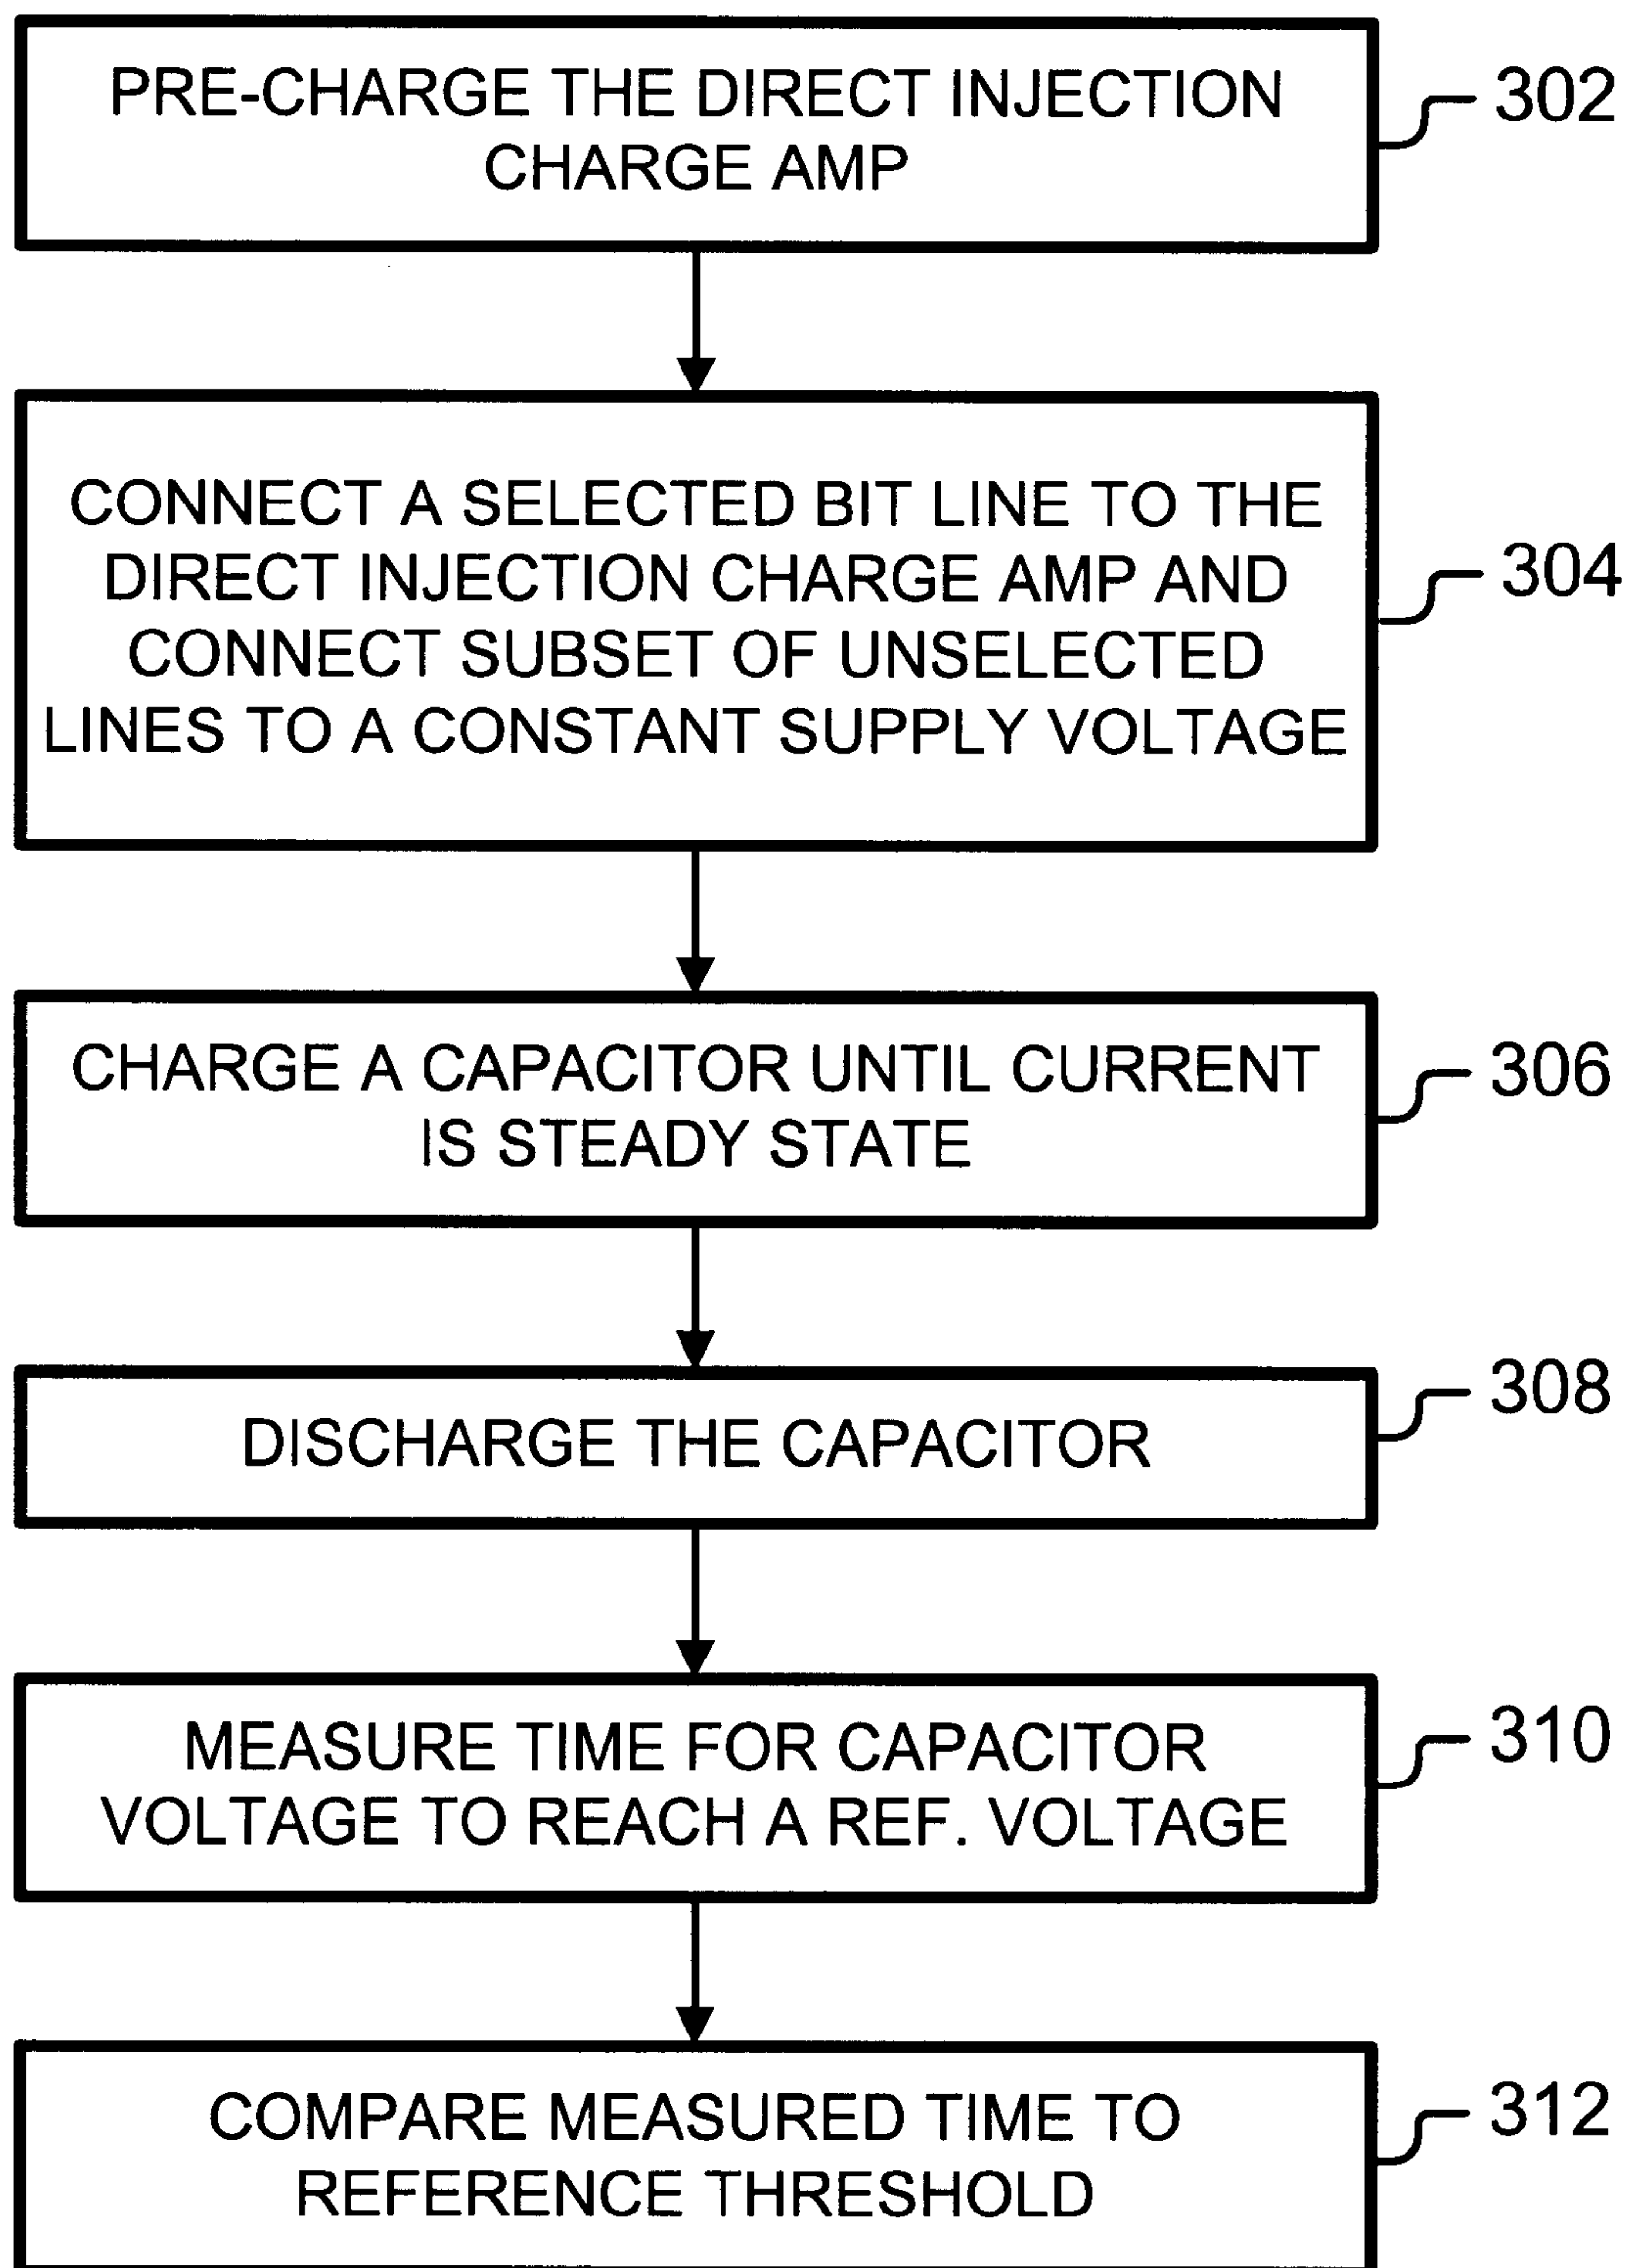 PRE-CHARGE THE DIRECT INJECTION
CHARGE AMP
302
CONNECT A SELECTED BIT LINE TO THE
DIRECT INJECTION CHARGE AMP AND
CONNECT SUBSET OF UNSELECTED
LINES TO A CONSTANT SUPPLY VOLTAGE
304
CHARGE A CAPACITOR UNTIL CURRENT
IS STEADY STATE
306
DISCHARGE THE CAPACITOR
308
MEASURE TIME FOR CAPACITOR
VOLTAGE TO REACH A REF. VOLTAGE
310
COMPARE MEASURED TIME TO
REFERENCE THRESHOLD
312